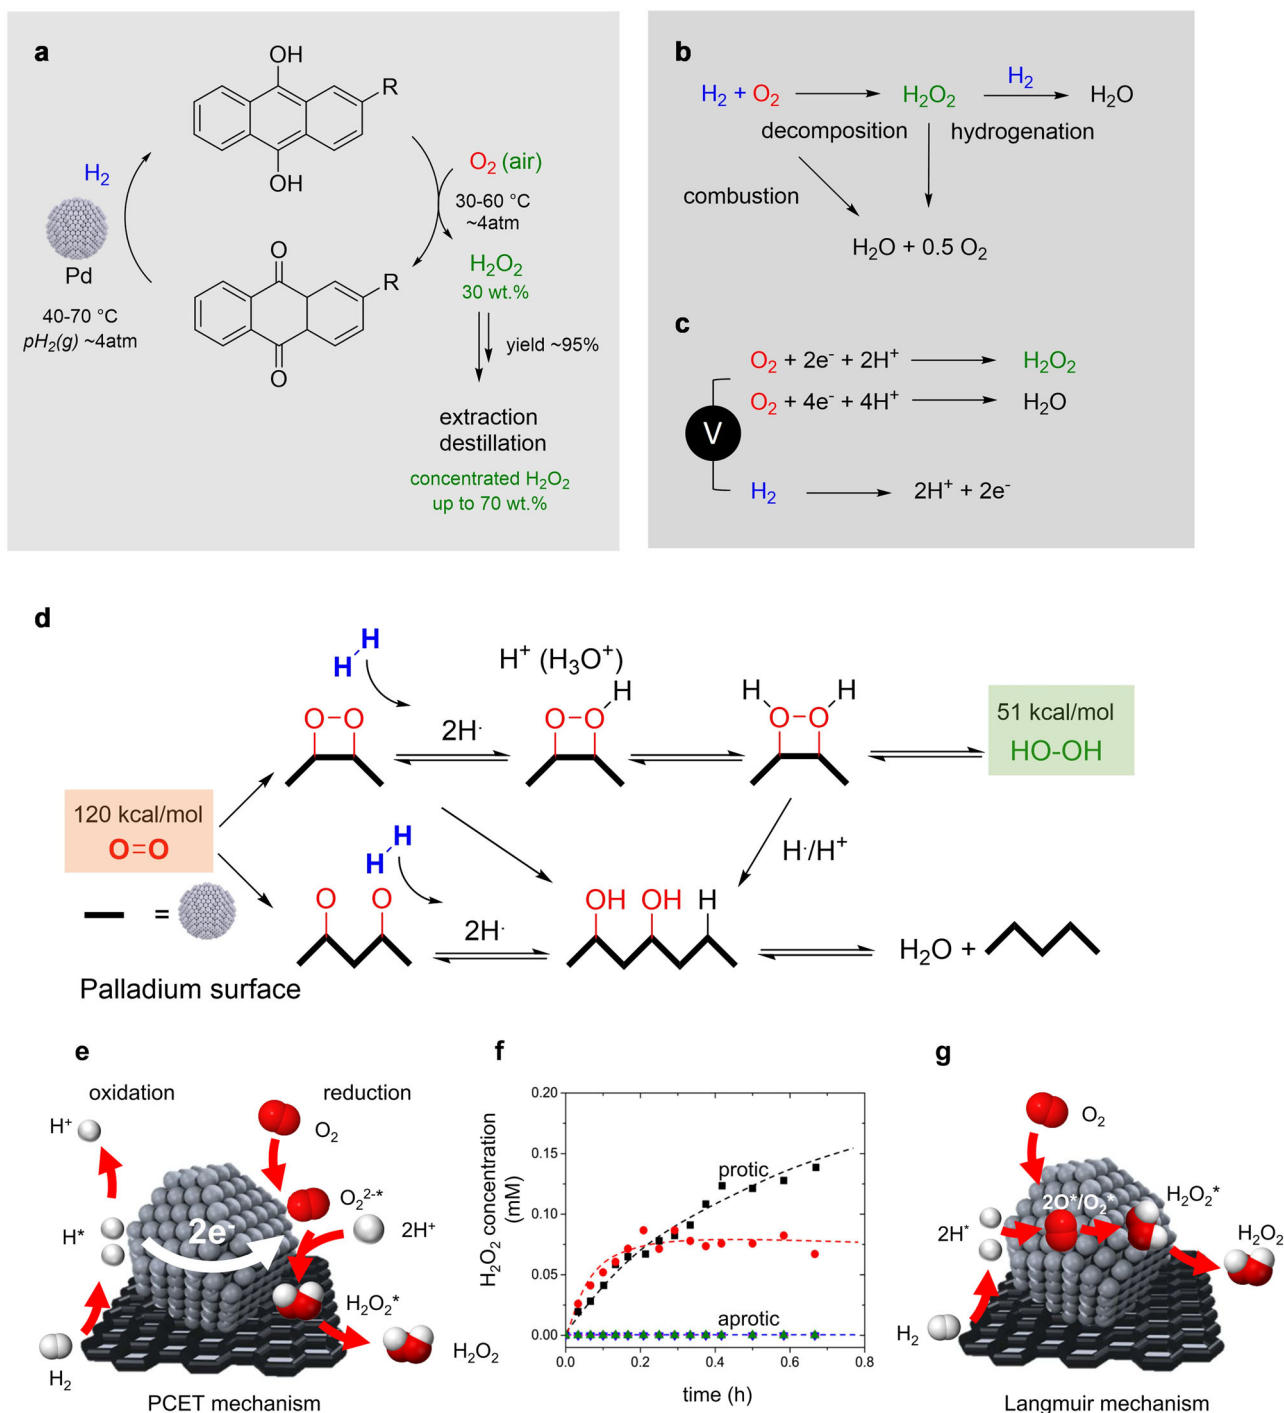 a
OH
R
OH
H₂
Pd
40-70 °C
pH₂(g) ~4atm
O₂ (air)
30-60 °C
~4atm
O
R
O
H₂O₂
30 wt.%
yield ~95%
extraction
destillation
concentrated H₂O₂
up to 70 wt.%
b
H₂ + O₂
H₂O₂
H₂
H₂O
decomposition
hydrogenation
combustion
H₂O + 0.5 O₂
c
O₂ + 2e⁻ + 2H⁺
H₂O₂
O₂ + 4e⁻ + 4H⁺
H₂O
V
H₂
2H⁺ + 2e⁻
d
H-H
H⁺ (H₃O⁺)
O-O
2H·
H
O-O
H H
O-O
51 kcal/mol
HO-OH
120 kcal/mol
O=O
H-H
H·/H⁺
=
O O
2H·
OH OH H
H₂O +
Palladium surface
e
oxidation
reduction
H⁺
O₂
O₂²⁻*
H*
2e⁻
2H⁺
H₂O₂*
H₂
H₂O₂
PCET mechanism
f
H₂O₂ concentration
(mM)
0.20
0.15
0.10
0.05
0.00
protic
aprotic
0.0 0.2 0.4 0.6 0.8
time (h)
g
O₂
2O*/O₂*
H₂O₂*
2H*
H₂O₂
H₂
Langmuir mechanism